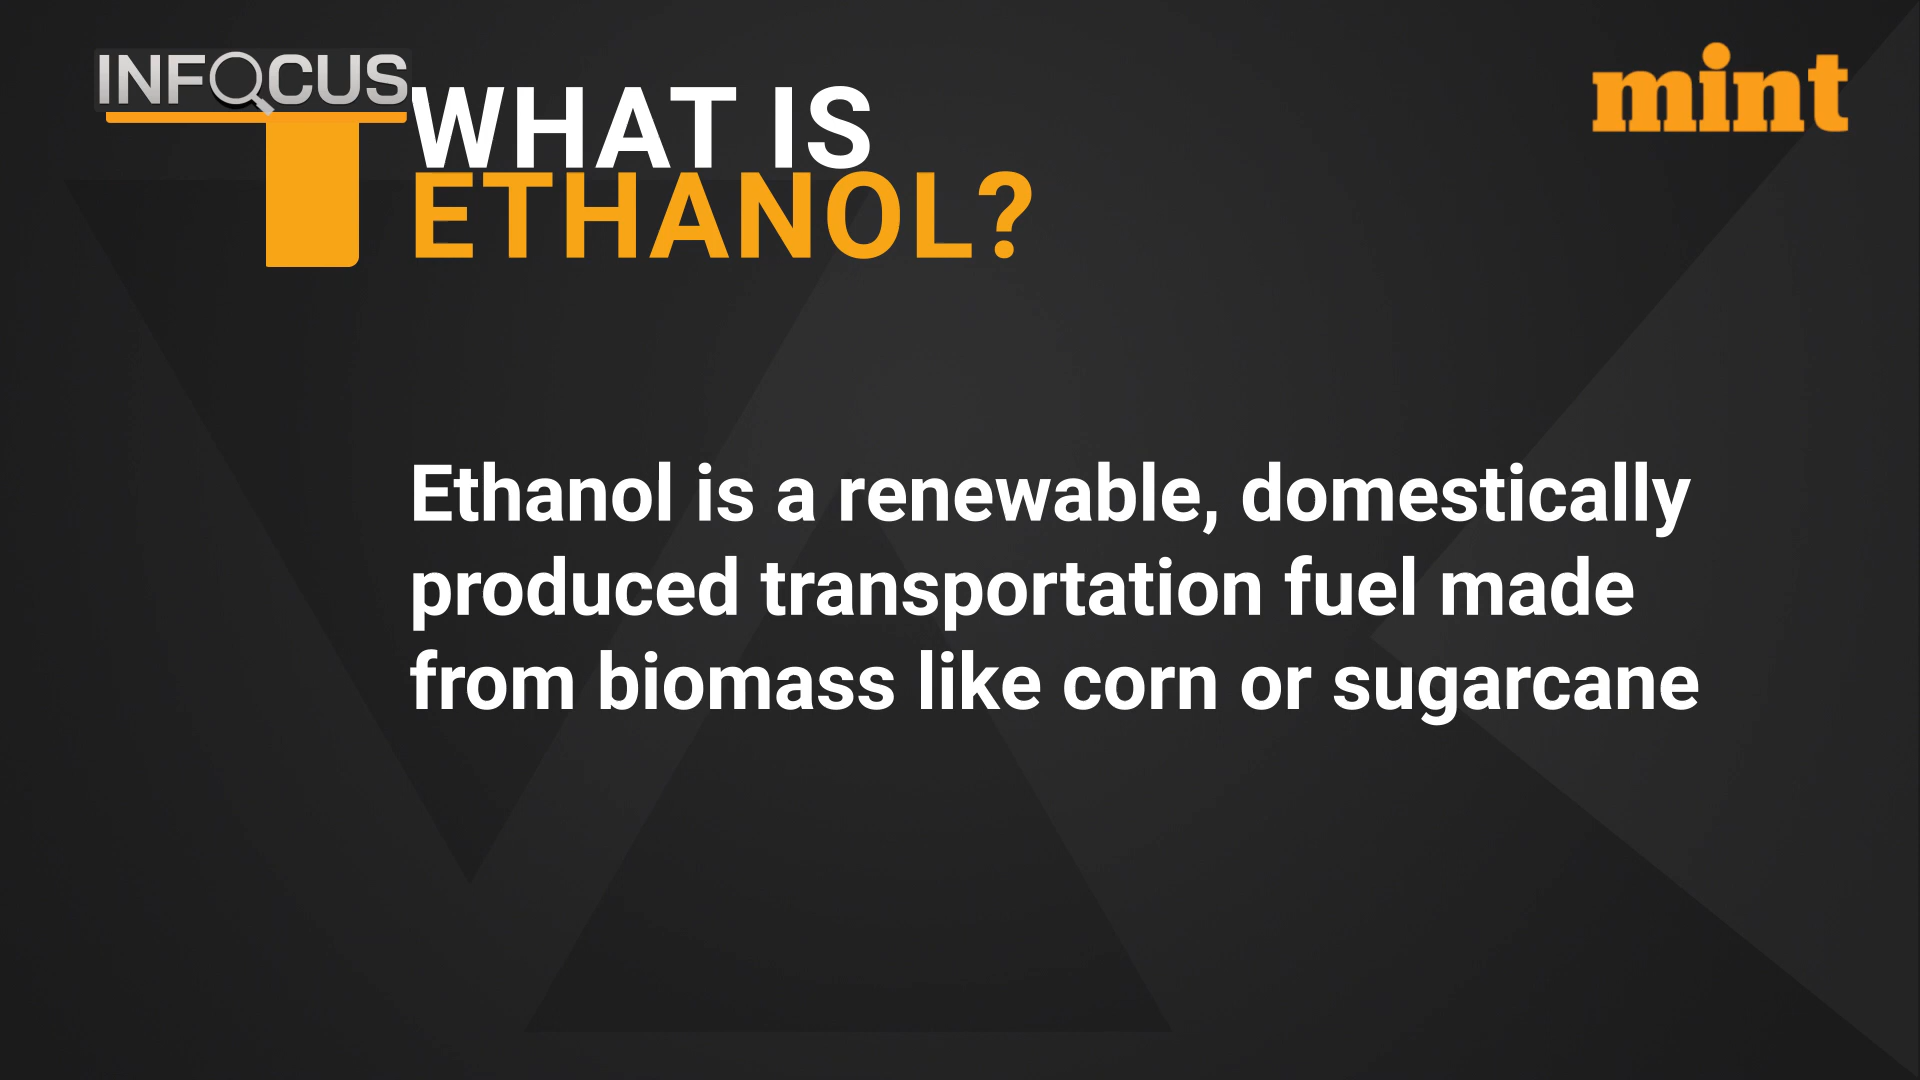 INFOCUS
mint
WHAT IS
ETHANOL?
Ethanol is a renewable, domestically
produced transportation fuel made
from biomass like corn or sugarcane